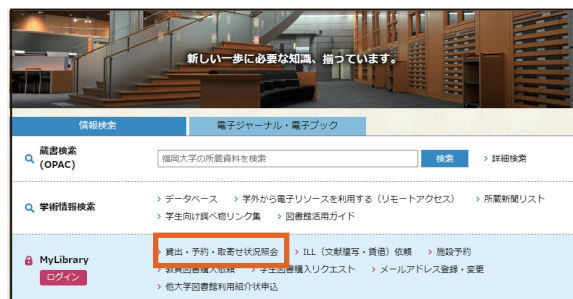 新しい一歩に必要な知識、揃っています。
情報検索 電子ジャーナル・電子ブック
蔵書検索
(OPAC)
福岡大学の所蔵資料を検索 検索 > 詳細検索
学術情報検索
> データベース > 学外から電子リソースを利用する（リモートアクセス） > 所蔵新聞リスト
> 学生向け調べ物リンク集 > 図書館活用ガイド
MyLibrary
ログイン
> 貸出・予約・取寄せ状況照会 > ILL（文献複写・貸借）依頼 > 施設予約
> 教員図書購入依頼 > 学生図書購入リクエスト > メールアドレス登録・変更
> 他大学図書館利用紹介状申込